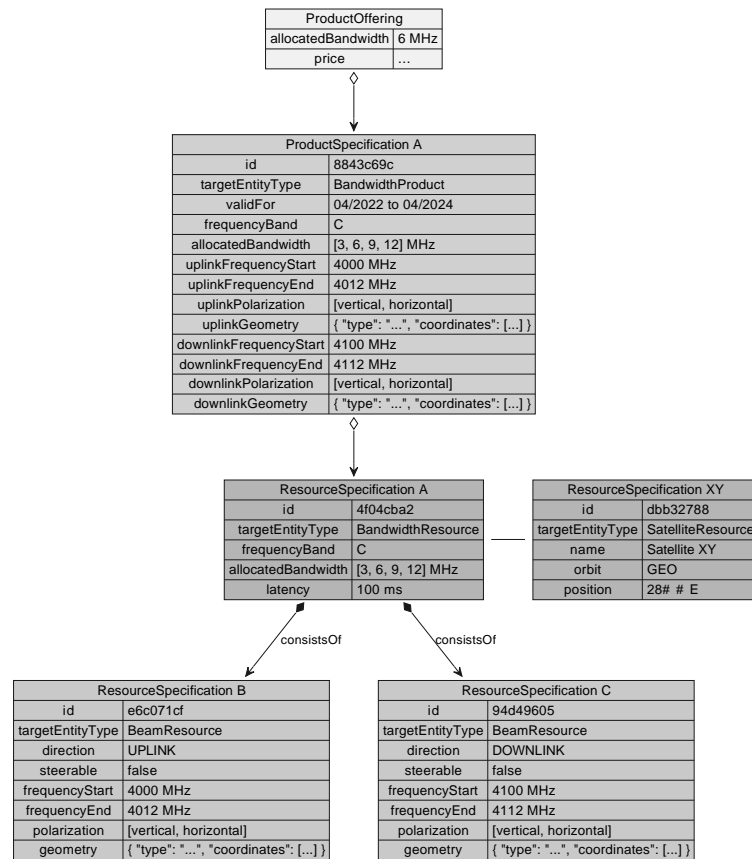 ProductOffering
allocatedBandwidth 6 MHz
price ...
ProductSpecification A
id 8843c69c
targetEntityType BandwidthProduct
validFor 04/2022 to 04/2024
frequencyBand C
allocatedBandwidth [3, 6, 9, 12] MHz
uplinkFrequencyStart 4000 MHz
uplinkFrequencyEnd 4012 MHz
uplinkPolarization [vertical, horizontal]
uplinkGeometry { "type": "...", "coordinates": [...] }
downlinkFrequencyStart 4100 MHz
downlinkFrequencyEnd 4112 MHz
downlinkPolarization [vertical, horizontal]
downlinkGeometry { "type": "...", "coordinates": [...] }
ResourceSpecification A
id 4f04cba2
targetEntityType BandwidthResource
frequencyBand C
allocatedBandwidth [3, 6, 9, 12] MHz
latency 100 ms
ResourceSpecification XY
id dbb32788
targetEntityType SatelliteResource
name Satellite XY
orbit GEO
position 28# # E
consistsOf
consistsOf
ResourceSpecification B
id e6c071cf
targetEntityType BeamResource
direction UPLINK
steerable false
frequencyStart 4000 MHz
frequencyEnd 4012 MHz
polarization [vertical, horizontal]
geometry { "type": "...", "coordinates": [...] }
ResourceSpecification C
id 94d49605
targetEntityType BeamResource
direction DOWNLINK
steerable false
frequencyStart 4100 MHz
frequencyEnd 4112 MHz
polarization [vertical, horizontal]
geometry { "type": "...", "coordinates": [...] }